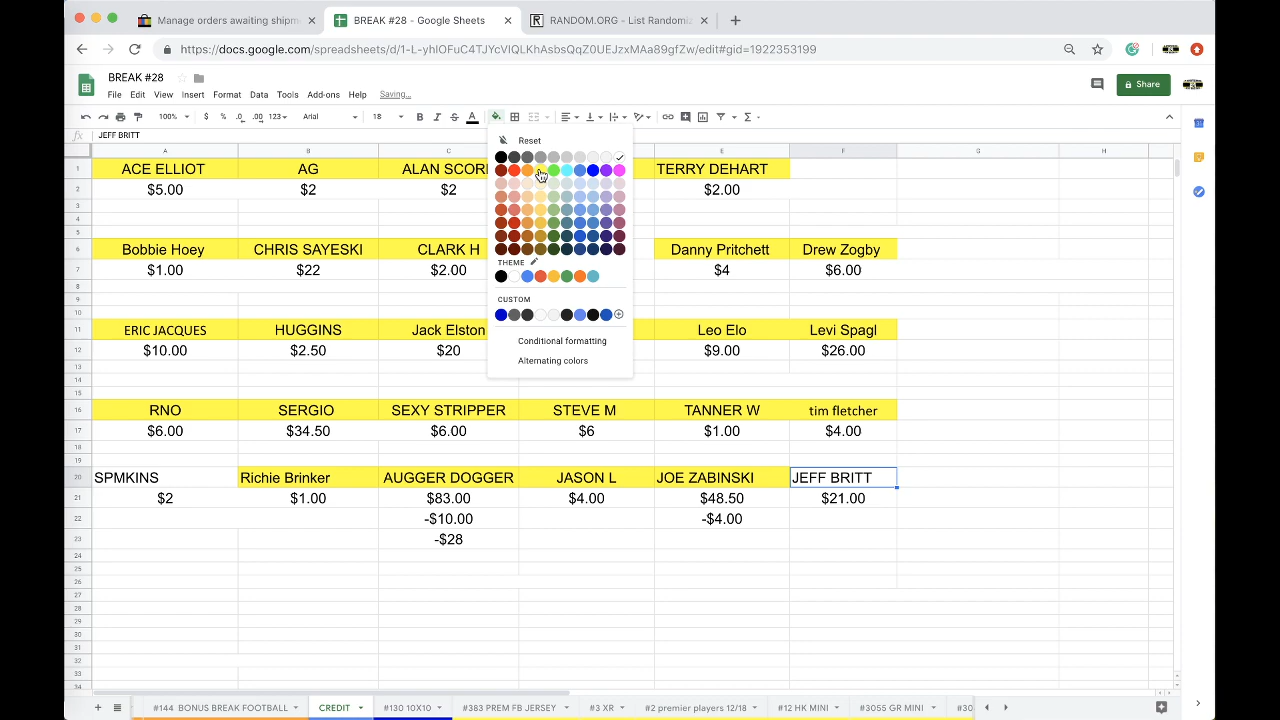 Manage orders awaiting shipm
BREAK #28 - Google Sheets
RANDOM.ORG - List Randomiz
https://docs.google.com/spreadsheets/d/1-L-yhlOFuC4TJYcVIQLKhAsbsQqZ0UEJzxMAa89gfZw/edit#gid=1922353199
BREAK #28
File Edit View Insert Format Data Tools Add-ons Help Saving...
Share
100% $ % .0 .00 123 Arial 18 B I S A
fx JEFF BRITT
A B C E F G H
Reset
1 ACE ELLIOT AG ALAN SCOR TERRY DEHART
2 $5.00 $2 $2 $2.00
3
4
5
6 Bobbie Hoey CHRIS SAYESKI CLARK H Danny Pritchett Drew Zogby
7 $1.00 $22 $2.00 $4 $6.00
THEME
8
9
CUSTOM
10
11 ERIC JACQUES HUGGINS Jack Elston Leo Elo Levi Spagl
Conditional formatting
12 $10.00 $2.50 $20 $9.00 $26.00
Alternating colors
13
14
15
16 RNO SERGIO SEXY STRIPPER STEVE M TANNER W tim fletcher
17 $6.00 $34.50 $6.00 $6 $1.00 $4.00
18
19
20 SPMKINS Richie Brinker AUGGER DOGGER JASON L JOE ZABINSKI JEFF BRITT
21 $2 $1.00 $83.00 $4.00 $48.50 $21.00
22 -$10.00 -$4.00
23 -$28
24
25
26
27
28
29
30
31
32
33
34
#144 BONUS BREAK FOOTBALL CREDIT #130 10X10 PREM FB JERSEY #3 XR #2 premier players 12/18 #12 HK MINI #3055 GR MINI #30